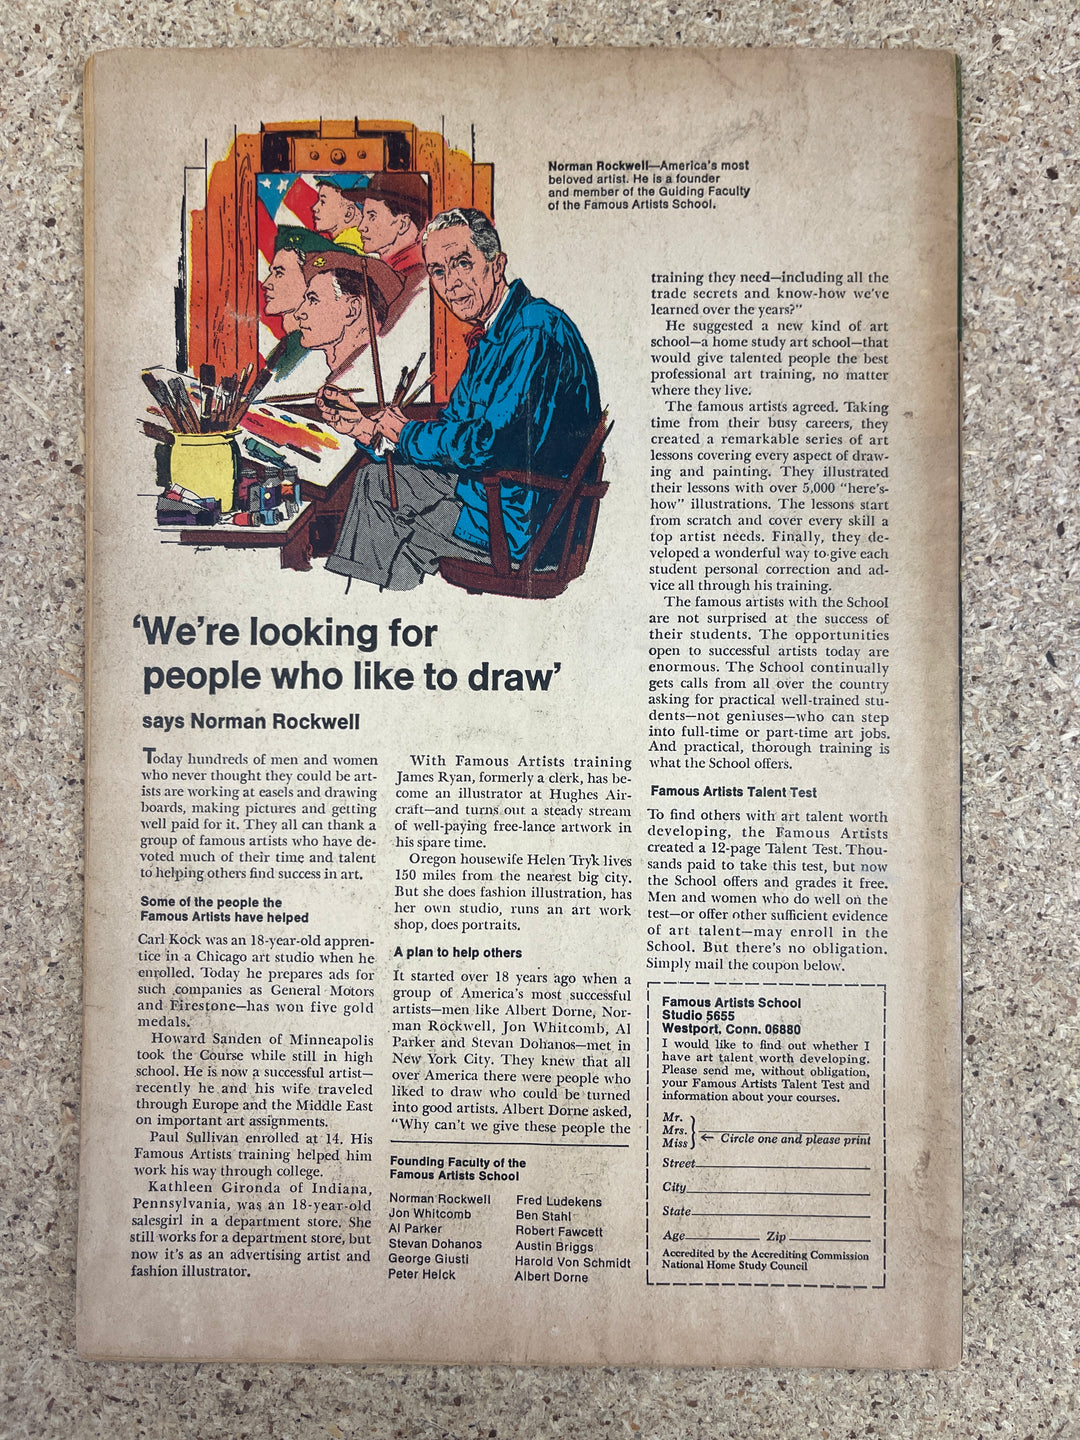 Norman Rockwell—America's most
beloved artist. He is a founder
and member of the Guiding Faculty
of the Famous Artists School.
'We're looking for
people who like to draw'
says Norman Rockwell
Today hundreds of men and women
who never thought they could be art-
ists are working at easels and drawing
boards, making pictures and getting
well paid for it. They all can thank a
group of famous artists who have de-
voted much of their time and talent
to helping others find success in art.
Some of the people the
Famous Artists have helped
Carl Kock was an 18-year-old appren-
tice in a Chicago art studio when he
enrolled. Today he prepares ads for
such companies as General Motors
and Firestone—has won five gold
medals.
Howard Sanden of Minneapolis
took the Course while still in high
school. He is now a successful artist—
recently he and his wife traveled
through Europe and the Middle East
on important art assignments.
Paul Sullivan enrolled at 14. His
Famous Artists training helped him
work his way through college.
Kathleen Gironda of Indiana,
Pennsylvania, was an 18-year-old
salesgirl in a department store. She
still works for a department store, but
now it's as an advertising artist and
fashion illustrator.
With Famous Artists training
James Ryan, formerly a clerk, has be-
come an illustrator at Hughes Air-
craft—and turns out a steady stream
of well-paying free-lance artwork in
his spare time.
Oregon housewife Helen Tryk lives
150 miles from the nearest big city.
But she does fashion illustration, has
her own studio, runs an art work
shop, does portraits.
A plan to help others
It started over 18 years ago when a
group of America's most successful
artists—men like Albert Dorne, Nor-
man Rockwell, Jon Whitcomb, Al
Parker and Stevan Dohanos—met in
New York City. They knew that all
over America there were people who
liked to draw who could be turned
into good artists. Albert Dorne asked,
"Why can't we give these people the
Founding Faculty of the
Famous Artists School
Norman Rockwell
Jon Whitcomb
Al Parker
Stevan Dohanos
George Giusti
Peter Helck
Fred Ludekens
Ben Stahl
Robert Fawcett
Austin Briggs
Harold Von Schmidt
Albert Dorne
training they need—including all the
trade secrets and know-how we've
learned over the years?"
He suggested a new kind of art
school—a home study art school—that
would give talented people the best
professional art training, no matter
where they live.
The famous artists agreed. Taking
time from their busy careers, they
created a remarkable series of art
lessons covering every aspect of draw-
ing and painting. They illustrated
their lessons with over 5,000 "here's-
how" illustrations. The lessons start
from scratch and cover every skill a
top artist needs. Finally, they de-
veloped a wonderful way to give each
student personal correction and ad-
vice all through his training.
The famous artists with the School
are not surprised at the success of
their students. The opportunities
open to successful artists today are
enormous. The School continually
gets calls from all over the country
asking for practical well-trained stu-
dents—not geniuses—who can step
into full-time or part-time art jobs.
And practical, thorough training is
what the School offers.
Famous Artists Talent Test
To find others with art talent worth
developing, the Famous Artists
created a 12-page Talent Test. Thou-
sands paid to take this test, but now
the School offers and grades it free.
Men and women who do well on the
test—or offer other sufficient evidence
of art talent—may enroll in the
School. But there's no obligation.
Simply mail the coupon below.
Famous Artists School
Studio 5655
Westport, Conn. 06880
I would like to find out whether I
have art talent worth developing.
Please send me, without obligation,
your Famous Artists Talent Test and
information about your courses.
Mr.
Mrs.
Miss ← Circle one and please print
Street
City
State
Age Zip
Accredited by the Accrediting Commission
National Home Study Council